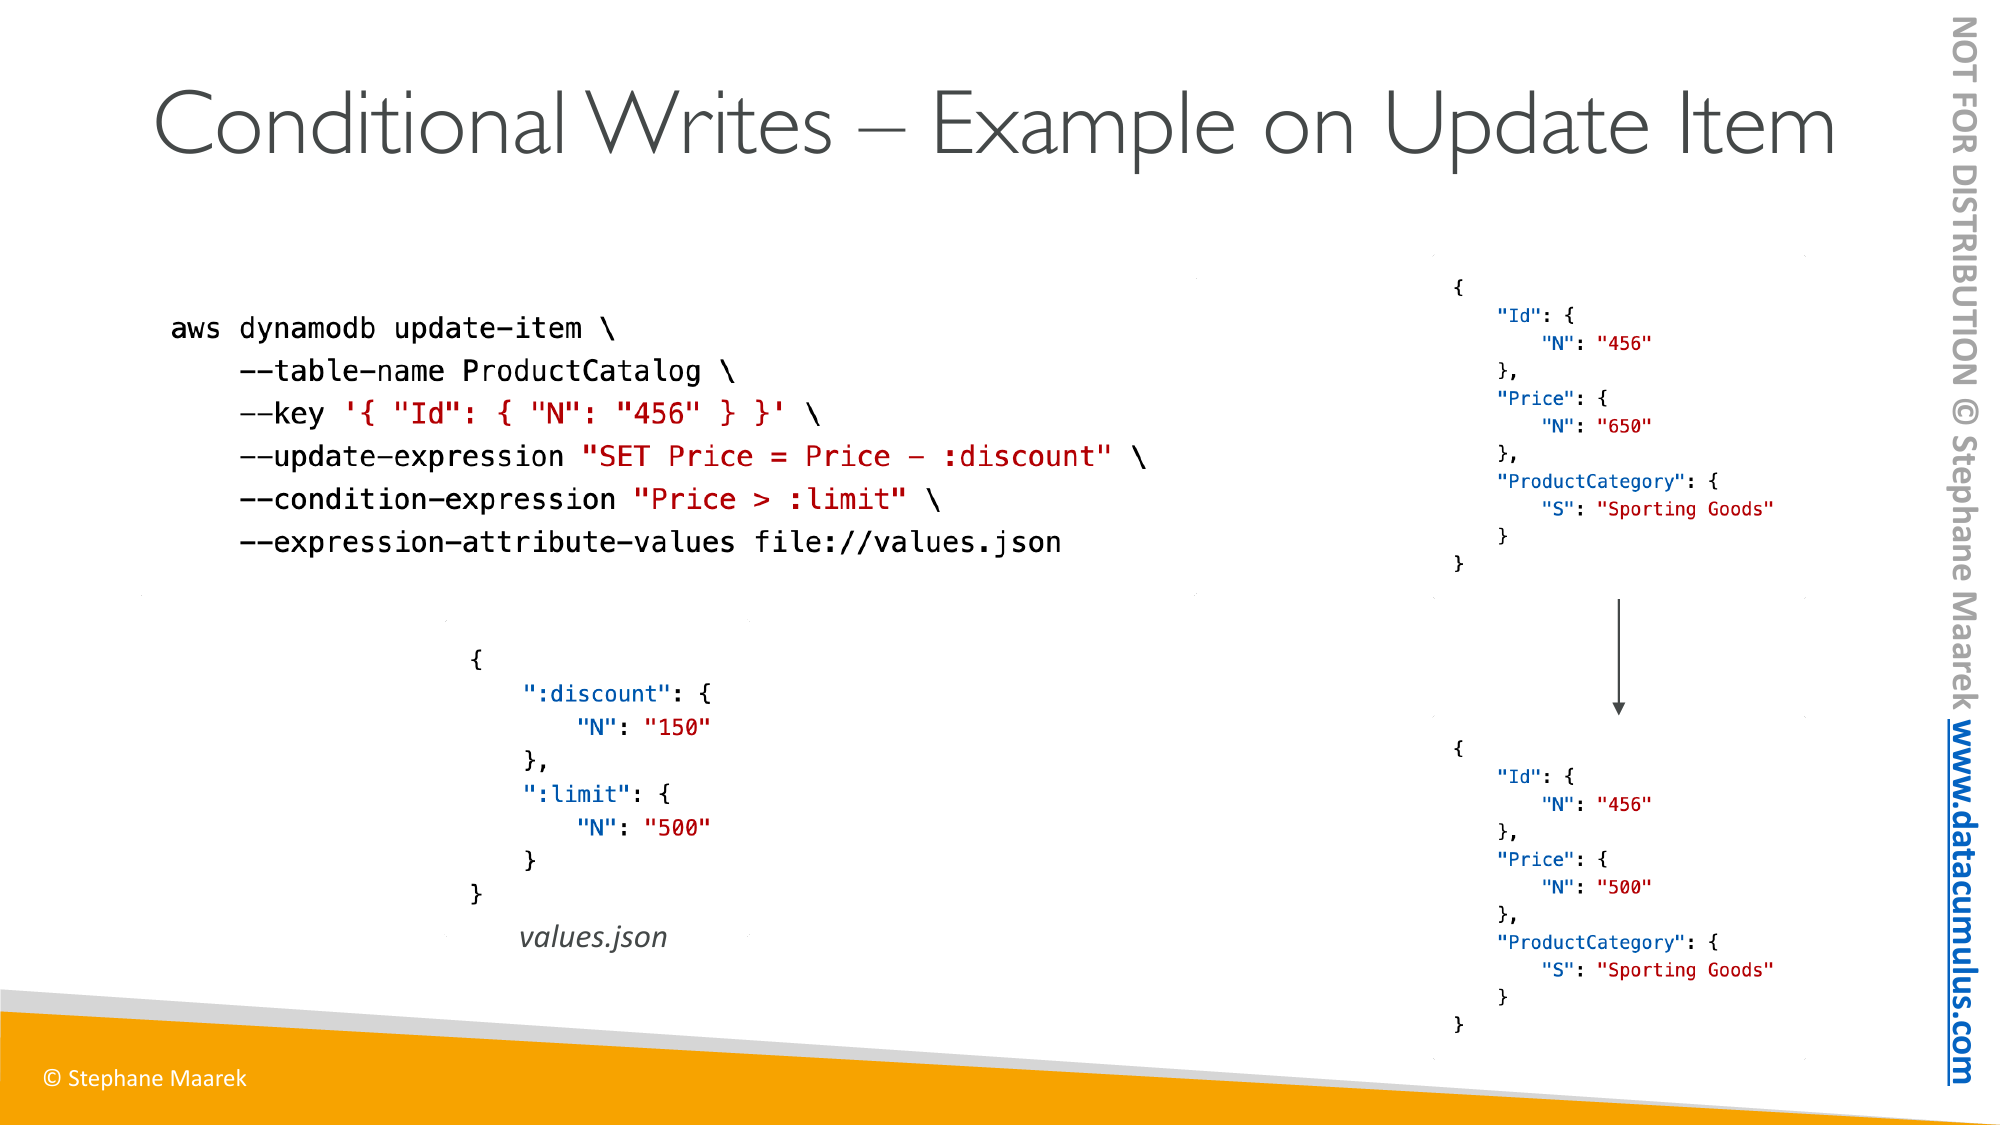 Conditional Writes – Example on Update Item
aws dynamodb update-item \
    --table-name ProductCatalog \
    --key '{ "Id": { "N": "456" } }' \
    --update-expression "SET Price = Price - :discount" \
    --condition-expression "Price > :limit" \
    --expression-attribute-values file://values.json
{
    ":discount": {
        "N": "150"
    },
    ":limit": {
        "N": "500"
    }
}
values.json
{
    "Id": {
        "N": "456"
    },
    "Price": {
        "N": "650"
    },
    "ProductCategory": {
        "S": "Sporting Goods"
    }
}
{
    "Id": {
        "N": "456"
    },
    "Price": {
        "N": "500"
    },
    "ProductCategory": {
        "S": "Sporting Goods"
    }
}
© Stephane Maarek
NOT FOR DISTRIBUTION © Stephane Maarek www.datacumulus.com